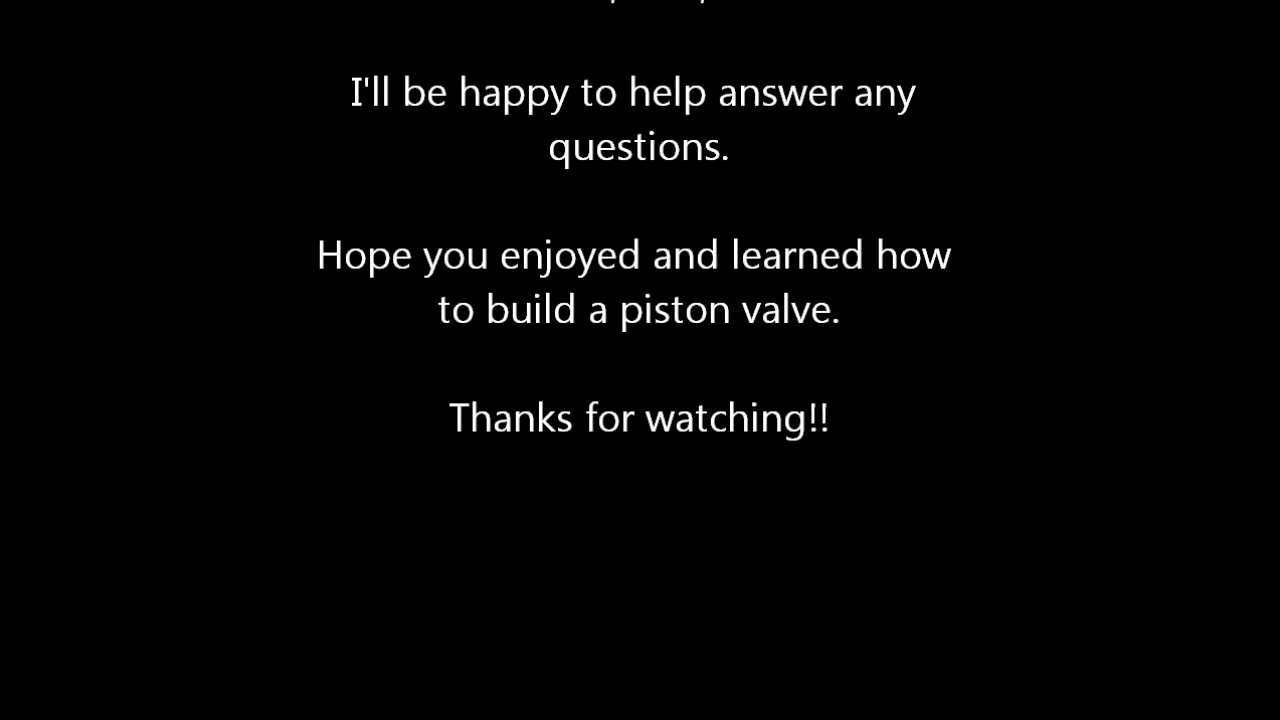 I'll be happy to help answer any
questions.
Hope you enjoyed and learned how
to build a piston valve.
Thanks for watching!!